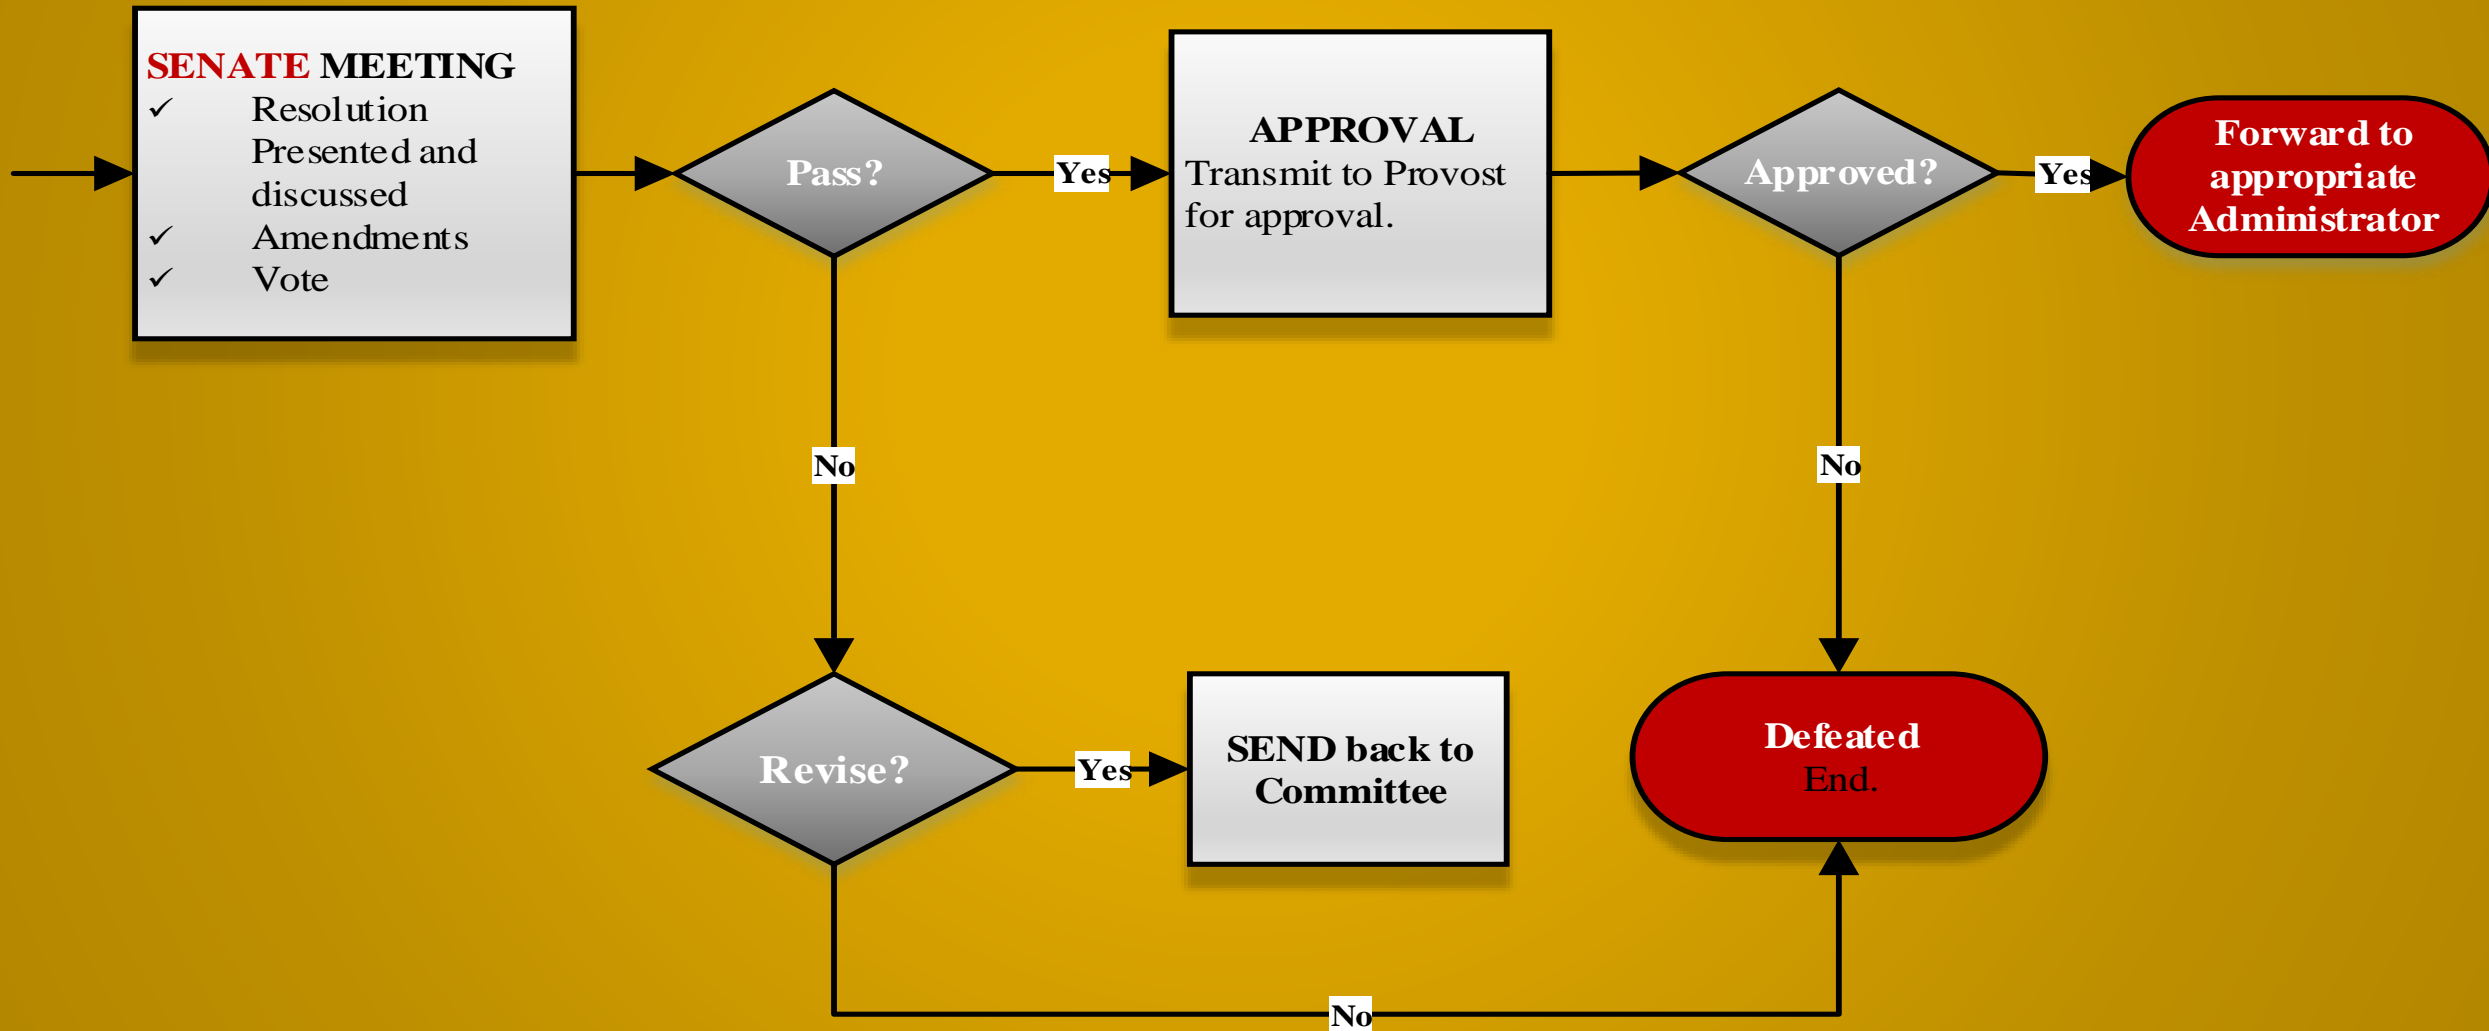 SENATE MEETING
✓ Resolution
Presented and
discussed
✓ Amendments
✓ Vote
Pass?
Yes
APPROVAL
Transmit to Provost
for approval.
Approved?
Yes
Forward to
appropriate
Administrator
No
No
Revise?
Yes
SEND back to
Committee
Defeated
End.
No